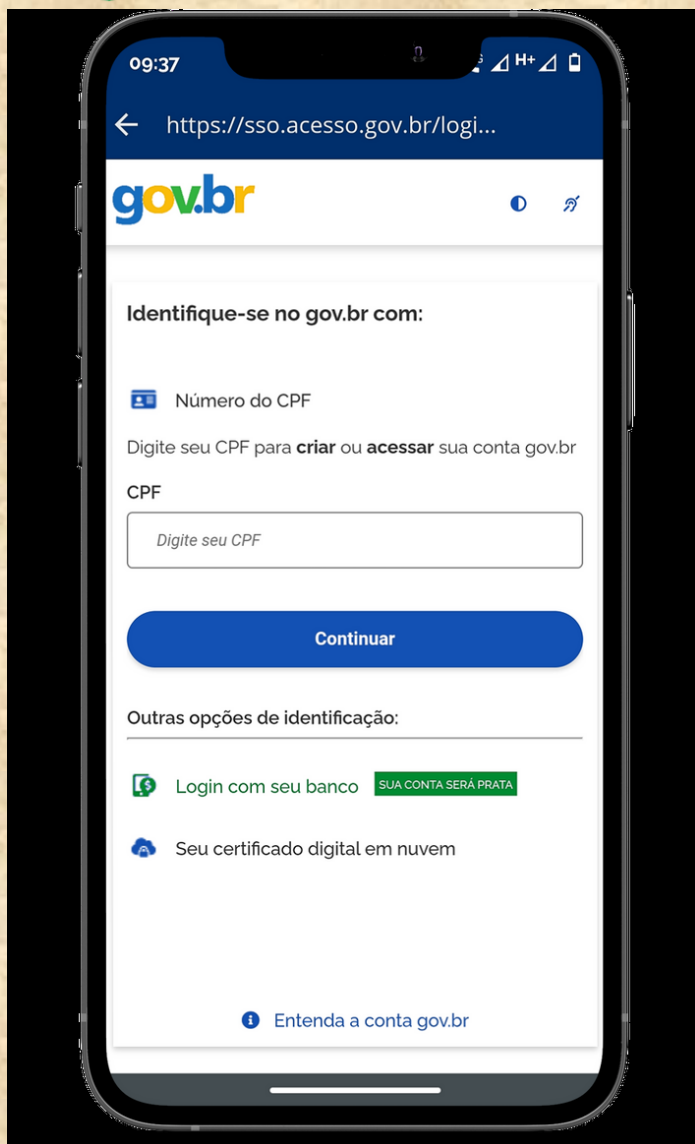 09:37
H+
https://sso.acesso.gov.br/logi...
gov.br
Identifique-se no gov.br com:
Número do CPF
Digite seu CPF para criar ou acessar sua conta gov.br
CPF
Digite seu CPF
Continuar
Outras opções de identificação:
Login com seu banco SUA CONTA SERÁ PRATA
Seu certificado digital em nuvem
Entenda a conta gov.br